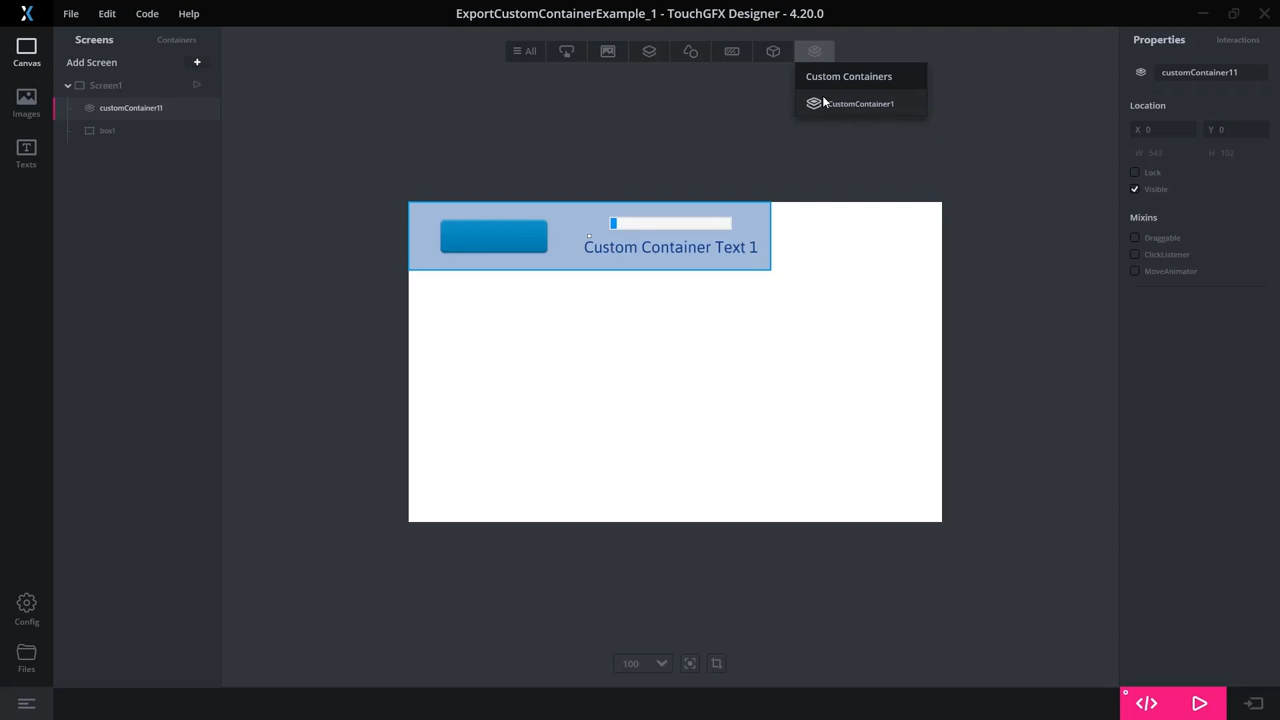 File Edit Code Help
ExportCustomContainerExample_1 - TouchGFX Designer - 4.20.0
Canvas
Images
Texts
Config
Files
Screens Containers
Add Screen +
Screen1
customContainer11
box1
All
Custom Containers
CustomContainer1
Custom Container Text 1
100
Properties Interactions
customContainer11
Location
X 0 Y 0
W 543 H 102
Lock
Visible
Mixins
Draggable
ClickListener
MoveAnimator